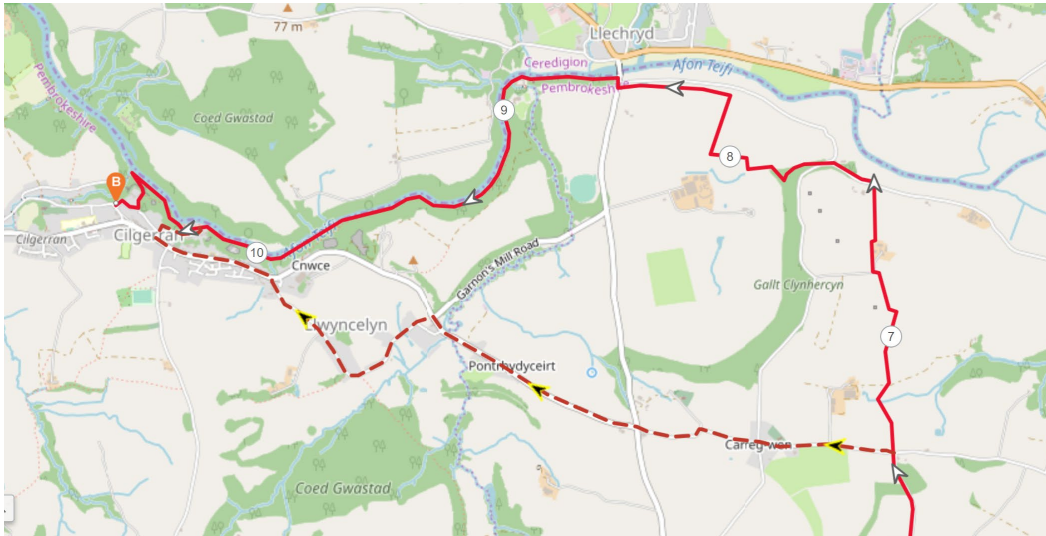 77 m
Llechryd
Ceredigion
Pembrokeshire
Afon Teifi
Pembrokeshire
Coed Gwastad
9
8
B
Cilgerran
Cilgerran
10
Cnwce
Garnon's Mill Road
Gallt Clynhercyn
Llwyncelyn
7
Pontrhydyceirt
Carreg-wen
Coed Gwastad